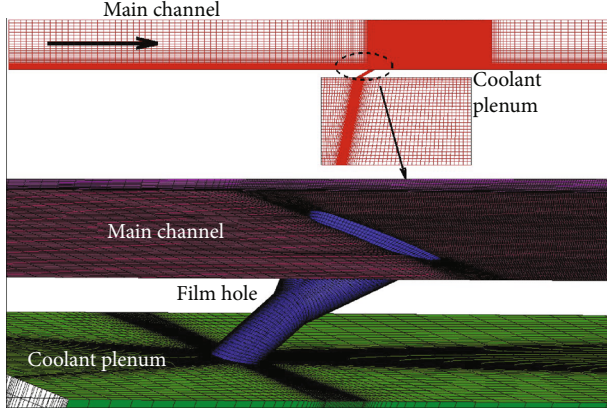 Main channel
Coolant
plenum
Main channel
Film hole
Coolant plenum